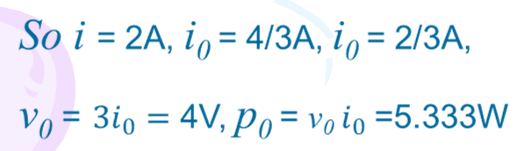 So i = 2A, i₀ = 4/3A, i₀ = 2/3A,
v₀ = 3i₀ = 4V, p₀ = v₀ i₀ =5.333W